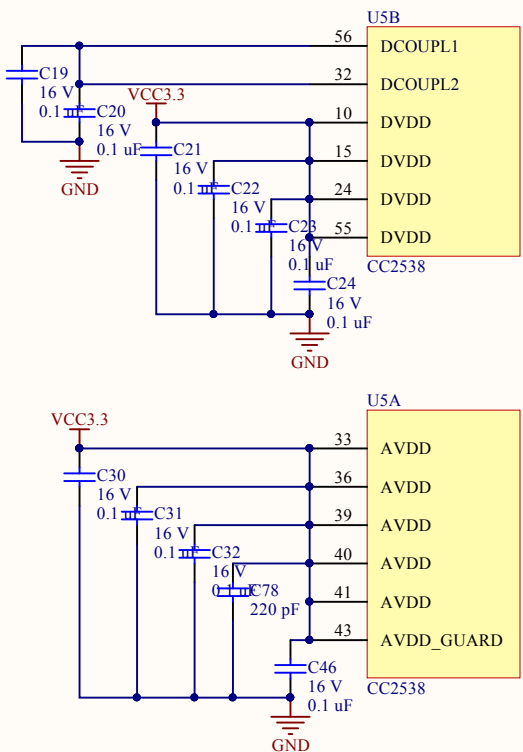 U5B
56 DCOUPL1
32 DCOUPL2
10 DVDD
15 DVDD
24 DVDD
55 DVDD
CC2538
C19
16 V
0.1 uF
C20
16 V
0.1 uF
GND
VCC3.3
C21
16 V
0.1 uF
C22
16 V
0.1 uF
C23
16 V
0.1 uF
C24
16 V
0.1 uF
GND
U5A
33 AVDD
36 AVDD
39 AVDD
40 AVDD
41 AVDD
43 AVDD_GUARD
CC2538
VCC3.3
C30
16 V
0.1 uF
C31
16 V
0.1 uF
C32
16 V
0.1 uF
C78
220 pF
C46
16 V
0.1 uF
GND